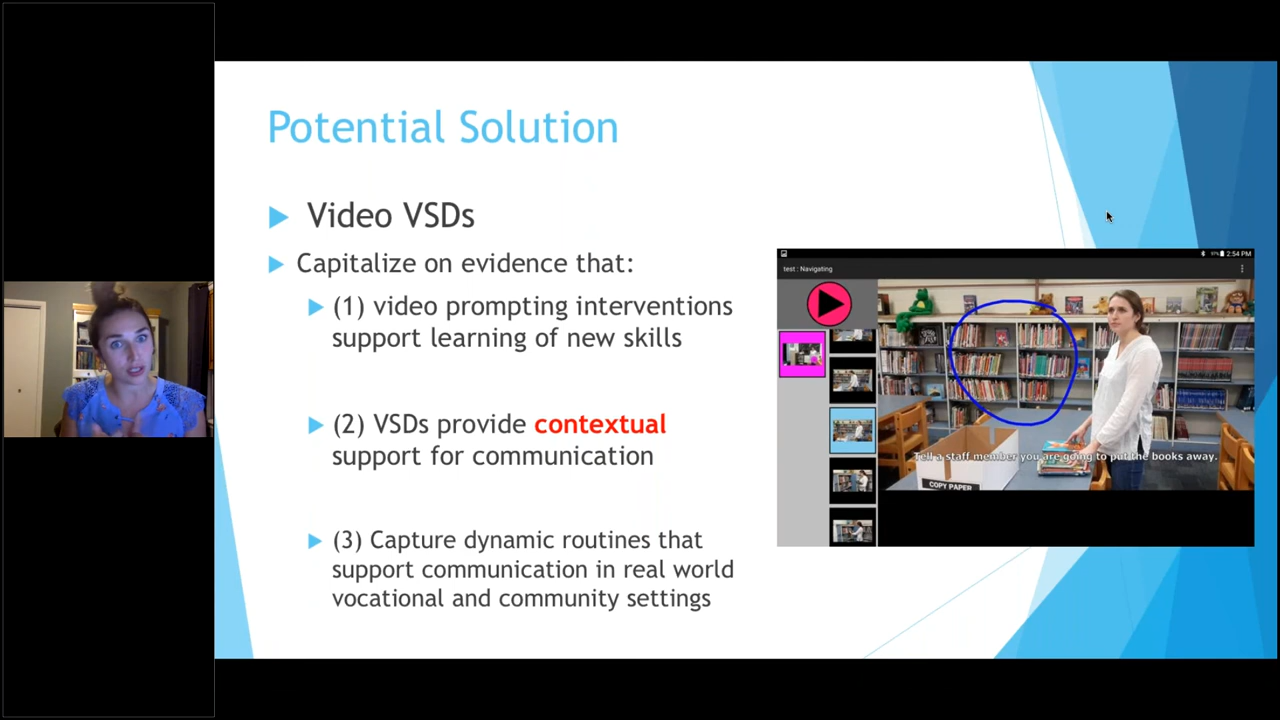 Potential Solution
Video VSDs
Capitalize on evidence that:
(1) video prompting interventions
support learning of new skills
(2) VSDs provide contextual
support for communication
(3) Capture dynamic routines that
support communication in real world
vocational and community settings
2:54 PM
test : Navigating
Tell a staff member you are going to put the books away.
COPY PAPER